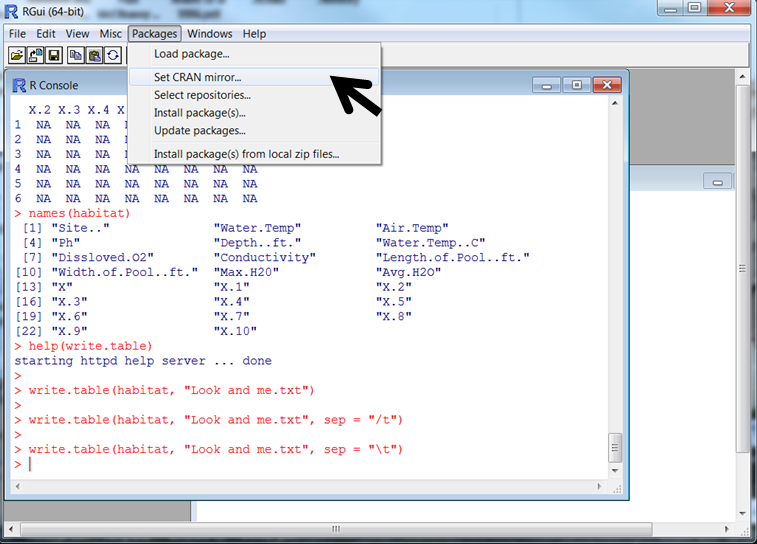 RGui (64-bit)
File Edit View Misc Packages Windows Help
Load package...
Set CRAN mirror...
Select repositories...
Install package(s)...
Update packages...
Install package(s) from local zip files...
R Console
X.2 X.3 X.4 X
1 NA NA NA
2 NA NA NA
3 NA NA NA
4 NA NA NA NA NA NA NA NA
5 NA NA NA NA NA NA NA NA
6 NA NA NA NA NA NA NA NA
> names(habitat)
[1] "Site.." "Water.Temp" "Air.Temp"
[4] "Ph" "Depth..ft." "Water.Temp..C"
[7] "Dissloved.O2" "Conductivity" "Length.of.Pool..ft."
[10] "Width.of.Pool..ft." "Max.H20" "Avg.H2O"
[13] "X" "X.1" "X.2"
[16] "X.3" "X.4" "X.5"
[19] "X.6" "X.7" "X.8"
[22] "X.9" "X.10"
> help(write.table)
starting httpd help server ... done
>
> write.table(habitat, "Look and me.txt")
>
> write.table(habitat, "Look and me.txt", sep = "/t")
>
> write.table(habitat, "Look and me.txt", sep = "\t")
>